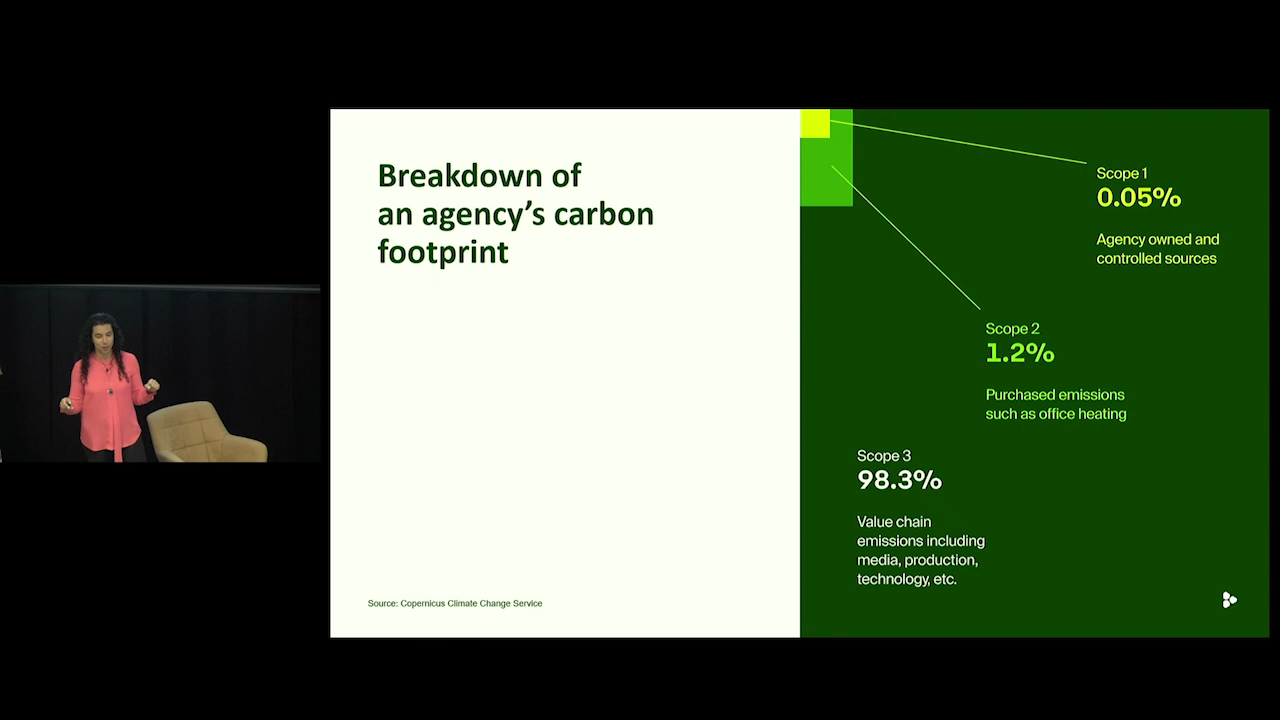 Breakdown of
an agency’s carbon
footprint
Source: Copernicus Climate Change Service
Scope 1
0.05%
Agency owned and
controlled sources
Scope 2
1.2%
Purchased emissions
such as office heating
Scope 3
98.3%
Value chain
emissions including
media, production,
technology, etc.